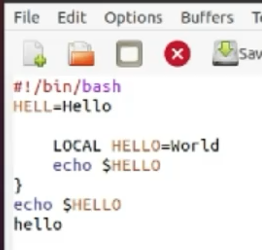 File Edit Options Buffers
Sav
#!/bin/bash
HELL=Hello
LOCAL HELLO=World
echo $HELLO
}
echo $HELLO
hello